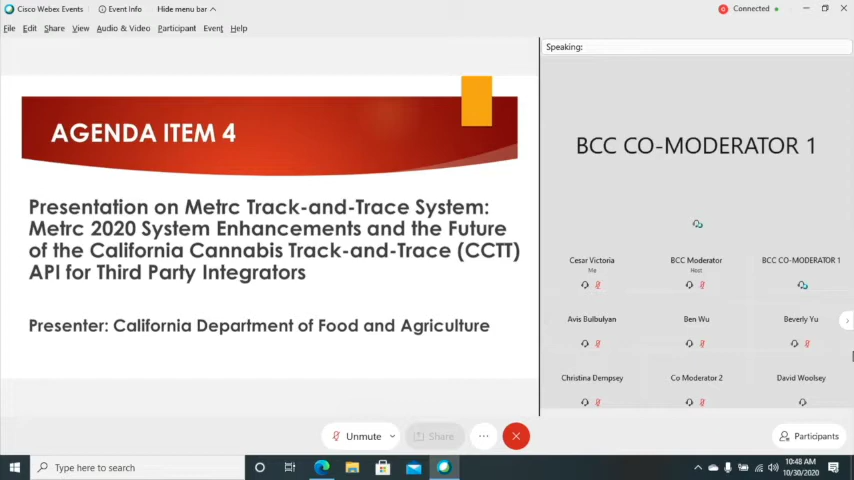 Cisco Webex Events
Event Info
Hide menu bar
Connected
File Edit Share View Audio & Video Participant Event Help
Speaking:
AGENDA ITEM 4
Presentation on Metrc Track-and-Trace System:
Metrc 2020 System Enhancements and the Future
of the California Cannabis Track-and-Trace (CCTT)
API for Third Party Integrators
Presenter: California Department of Food and Agriculture
BCC CO-MODERATOR 1
Cesar Victoria
Me
BCC Moderator
Host
BCC CO-MODERATOR 1
Avis Bulbulyan
Ben Wu
Beverly Yu
Christina Dempsey
Co Moderator 2
David Woolsey
Unmute
Share
Participants
Type here to search
10:48 AM
10/30/2020